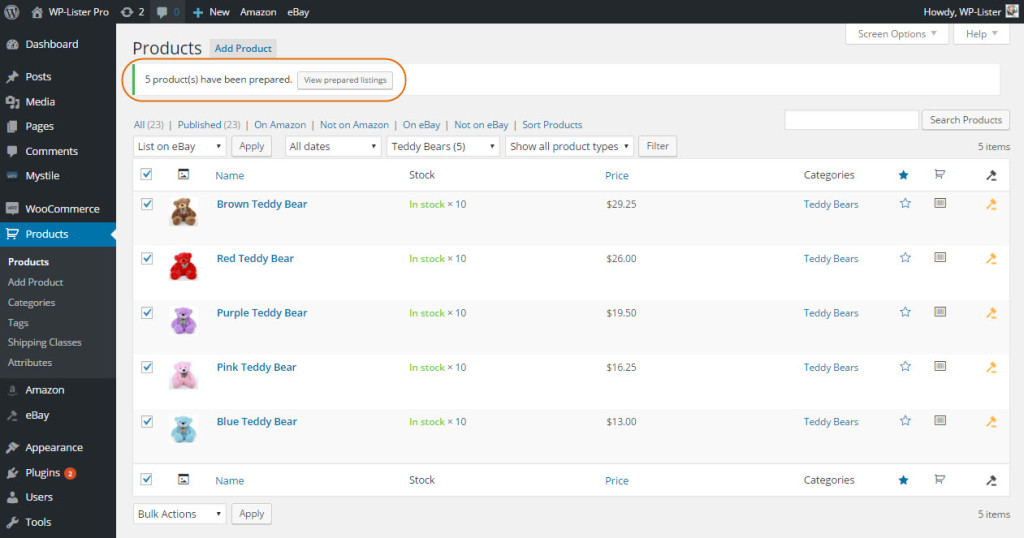 WP-Lister Pro 2 0 New Amazon eBay Howdy, WP-Lister
Dashboard
Posts
Media
Pages
Comments
Mystile
WooCommerce
Products
Products
Add Product
Categories
Tags
Shipping Classes
Attributes
Amazon
eBay
Appearance
Plugins 2
Users
Tools
Screen Options Help
Products Add Product
5 product(s) have been prepared. View prepared listings
All (23) | Published (23) | On Amazon | Not on Amazon | On eBay | Not on eBay | Sort Products
Search Products
List on eBay Apply All dates Teddy Bears (5) Show all product types Filter 5 items
Name Stock Price Categories
Brown Teddy Bear In stock × 10 $29.25 Teddy Bears
Red Teddy Bear In stock × 10 $26.00 Teddy Bears
Purple Teddy Bear In stock × 10 $19.50 Teddy Bears
Pink Teddy Bear In stock × 10 $16.25 Teddy Bears
Blue Teddy Bear In stock × 10 $13.00 Teddy Bears
Name Stock Price Categories
Bulk Actions Apply 5 items